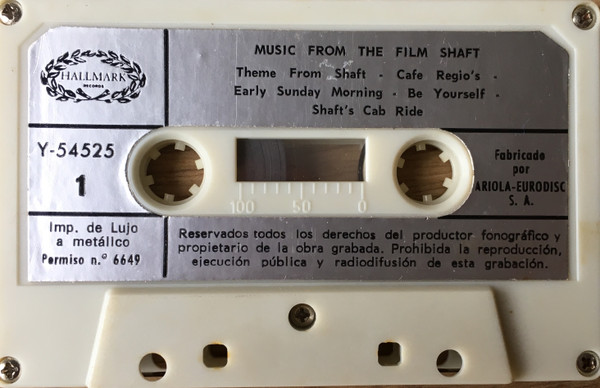 HALLMARK
RECORDS
MUSIC FROM THE FILM SHAFT
Theme From Shaft - Cafe Regio's -
Early Sunday Morning - Be Yourself -
Shaft's Cab Ride
Y-54525
1
100 50 0
Fabricado
por
ARIOLA-EURODISC
S. A.
Imp. de Lujo
a metálico
Permiso n.º 6649
Reservados todos los derechos del productor fonográfico y
propietario de la obra grabada. Prohibida la reproducción,
ejecución pública y radiodifusión de esta grabación.